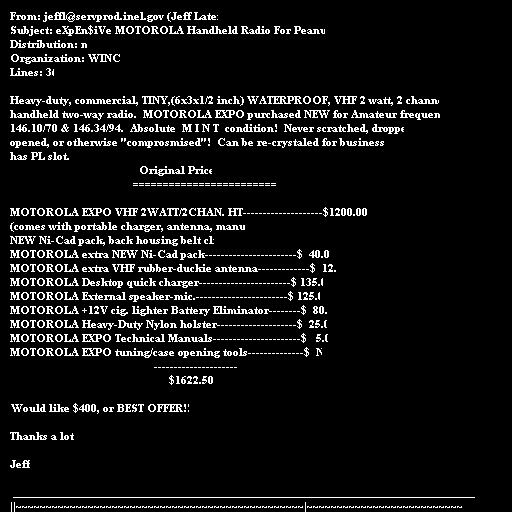 From: jeffl@servprod.inel.gov (Jeff Late
Subject: eXpEn$iVe MOTOROLA Handheld Radio For Peanu
Distribution: n
Organization: WINC
Lines: 3
Heavy-duty, commercial, TINY,(6x3x1/2 inch) WATERPROOF, VHF 2 watt, 2 chann
handheld two-way radio. MOTOROLA EXPO purchased NEW for Amateur frequen
146.10/70 & 146.34/94. Absolute M I N T condition! Never scratched, droppe
opened, or otherwise "compromsised"! Can be re-crystaled for business
has PL slot.
Original Price
========================
MOTOROLA EXPO VHF 2WATT/2CHAN. HT--------------------$1200.00
(comes with portable charger, antenna, manu
NEW Ni-Cad pack, back housing belt cl
MOTOROLA extra NEW Ni-Cad pack-----------------------$ 40.0
MOTOROLA extra VHF rubber-duckie antenna-------------$ 12.
MOTOROLA Desktop quick charger-----------------------$ 135.
MOTOROLA External speaker-mic.-----------------------$ 125.
MOTOROLA +12V cig. lighter Battery Eliminator--------$ 80.
MOTOROLA Heavy-Duty Nylon holster--------------------$ 25.
MOTOROLA EXPO Technical Manuals----------------------$ 5.
MOTOROLA EXPO tuning/case opening tools--------------$ N
---------------------
$1622.50
Would like $400, or BEST OFFER!!
Thanks a lot
Jeff